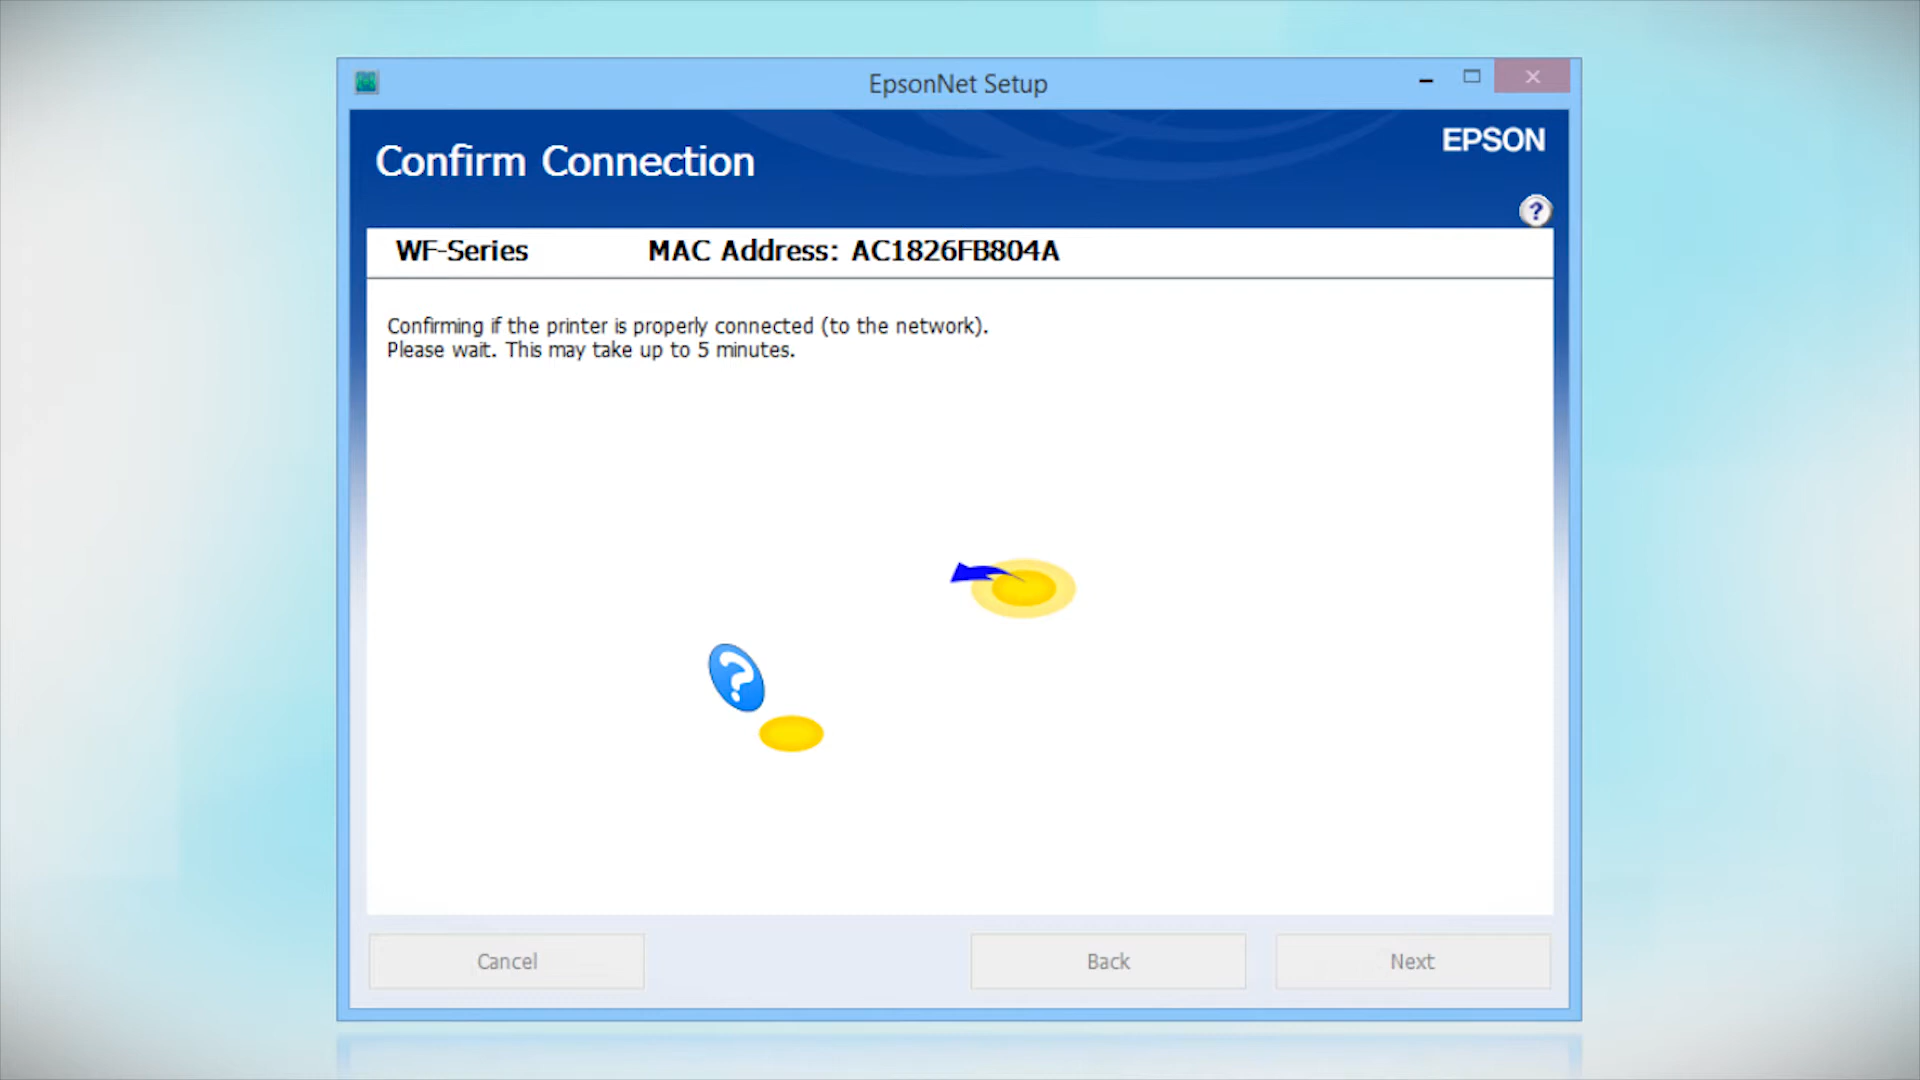 EpsonNet Setup
Confirm Connection
EPSON
?
WF-Series MAC Address: AC1826FB804A
Confirming if the printer is properly connected (to the network).
Please wait. This may take up to 5 minutes.
?
Cancel Back Next